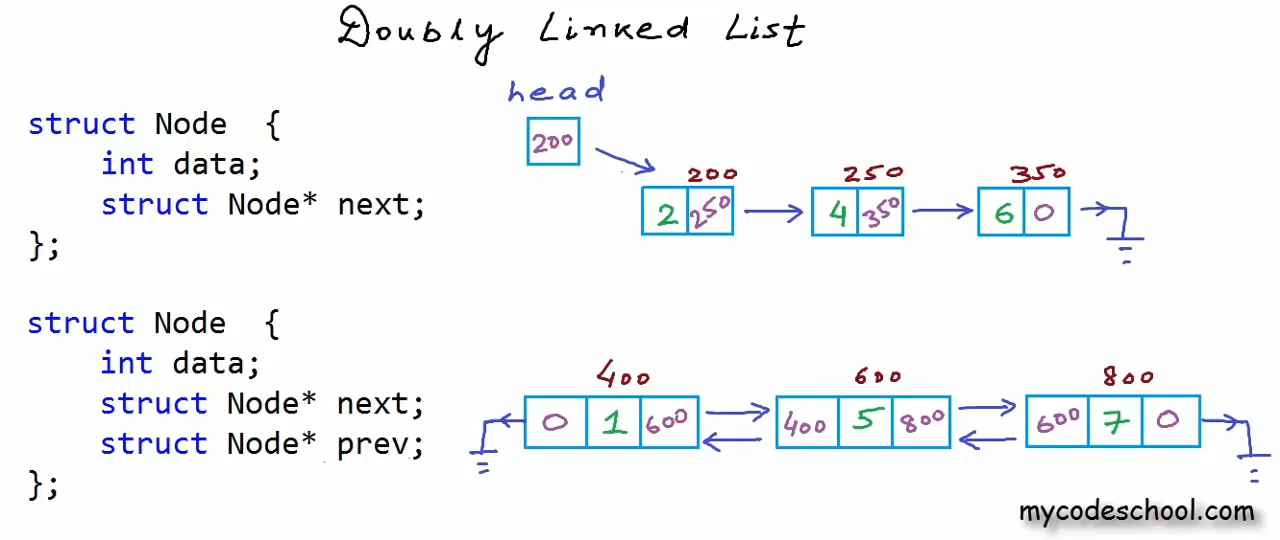 Doubly Linked List
head
200
struct Node {
int data;
struct Node* next;
};
200 250 350
2 250 4 350 6 0
struct Node {
int data;
struct Node* next;
struct Node* prev;
};
400 600 800
0 1 600 400 5 800 600 7 0
mycodeschool.com